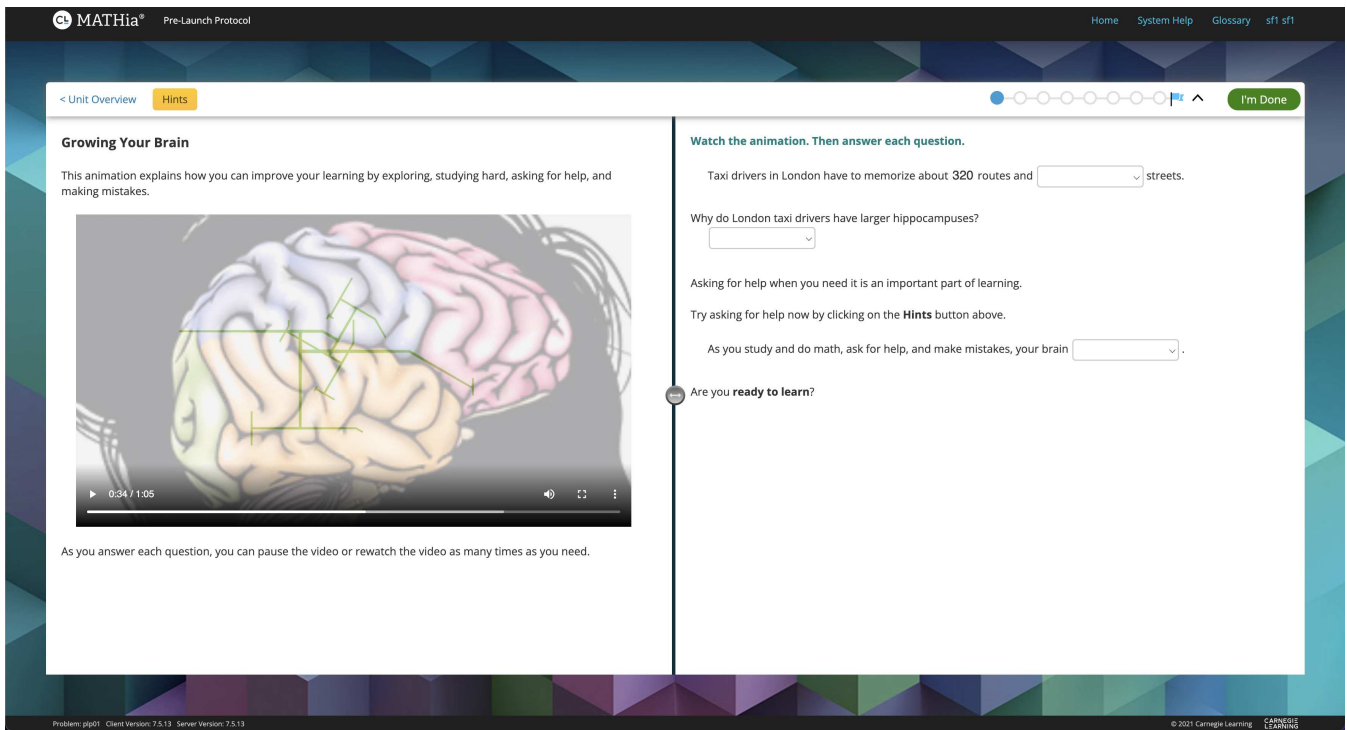 CL MATHia® Pre-Launch Protocol Home System Help Glossary sf1 sf1
< Unit Overview Hints I'm Done
Growing Your Brain
This animation explains how you can improve your learning by exploring, studying hard, asking for help, and
making mistakes.
0:34 / 1:05
As you answer each question, you can pause the video or rewatch the video as many times as you need.
Watch the animation. Then answer each question.
Taxi drivers in London have to memorize about 320 routes and streets.
Why do London taxi drivers have larger hippocampuses?
Asking for help when you need it is an important part of learning.
Try asking for help now by clicking on the Hints button above.
As you study and do math, ask for help, and make mistakes, your brain .
Are you ready to learn?
Problem: plp01 Client Version: 7.5.13 Server Version: 7.5.13 © 2021 Carnegie Learning CARNEGIE
LEARNING